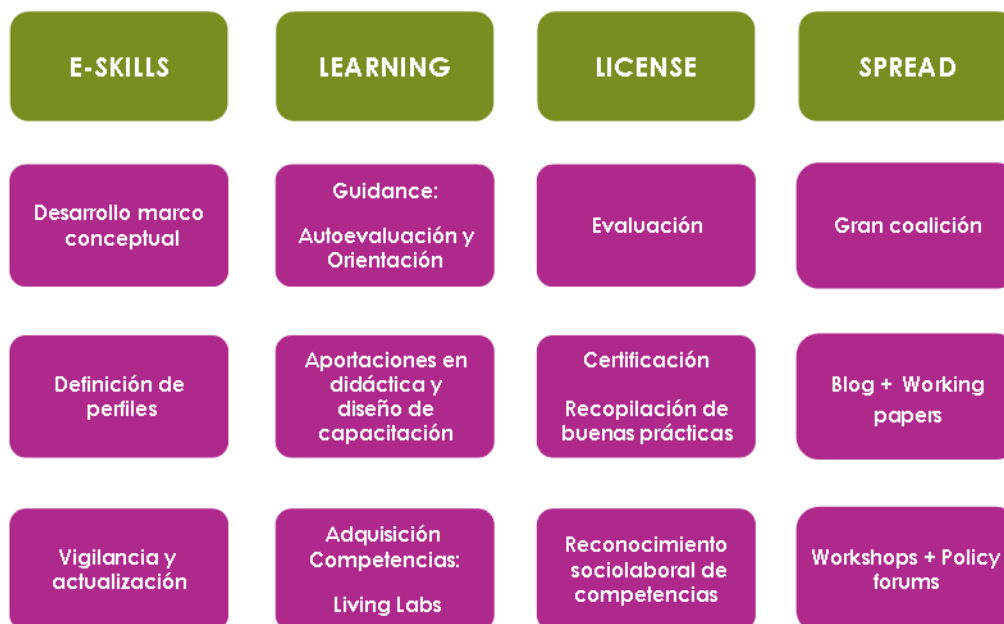 E-SKILLS
LEARNING
LICENSE
SPREAD
Desarrollo marco
conceptual
Guidance:
Autoevaluación y
Orientación
Evaluación
Gran coalición
Definición de
perfiles
Aportaciones en
didáctica y
diseño de
capacitación
Certificación
Recopilación de
buenas prácticas
Blog + Working
papers
Vigilancia y
actualización
Adquisición
Competencias:
Living Labs
Reconocimiento
sociolaboral de
competencias
Workshops + Policy
forums